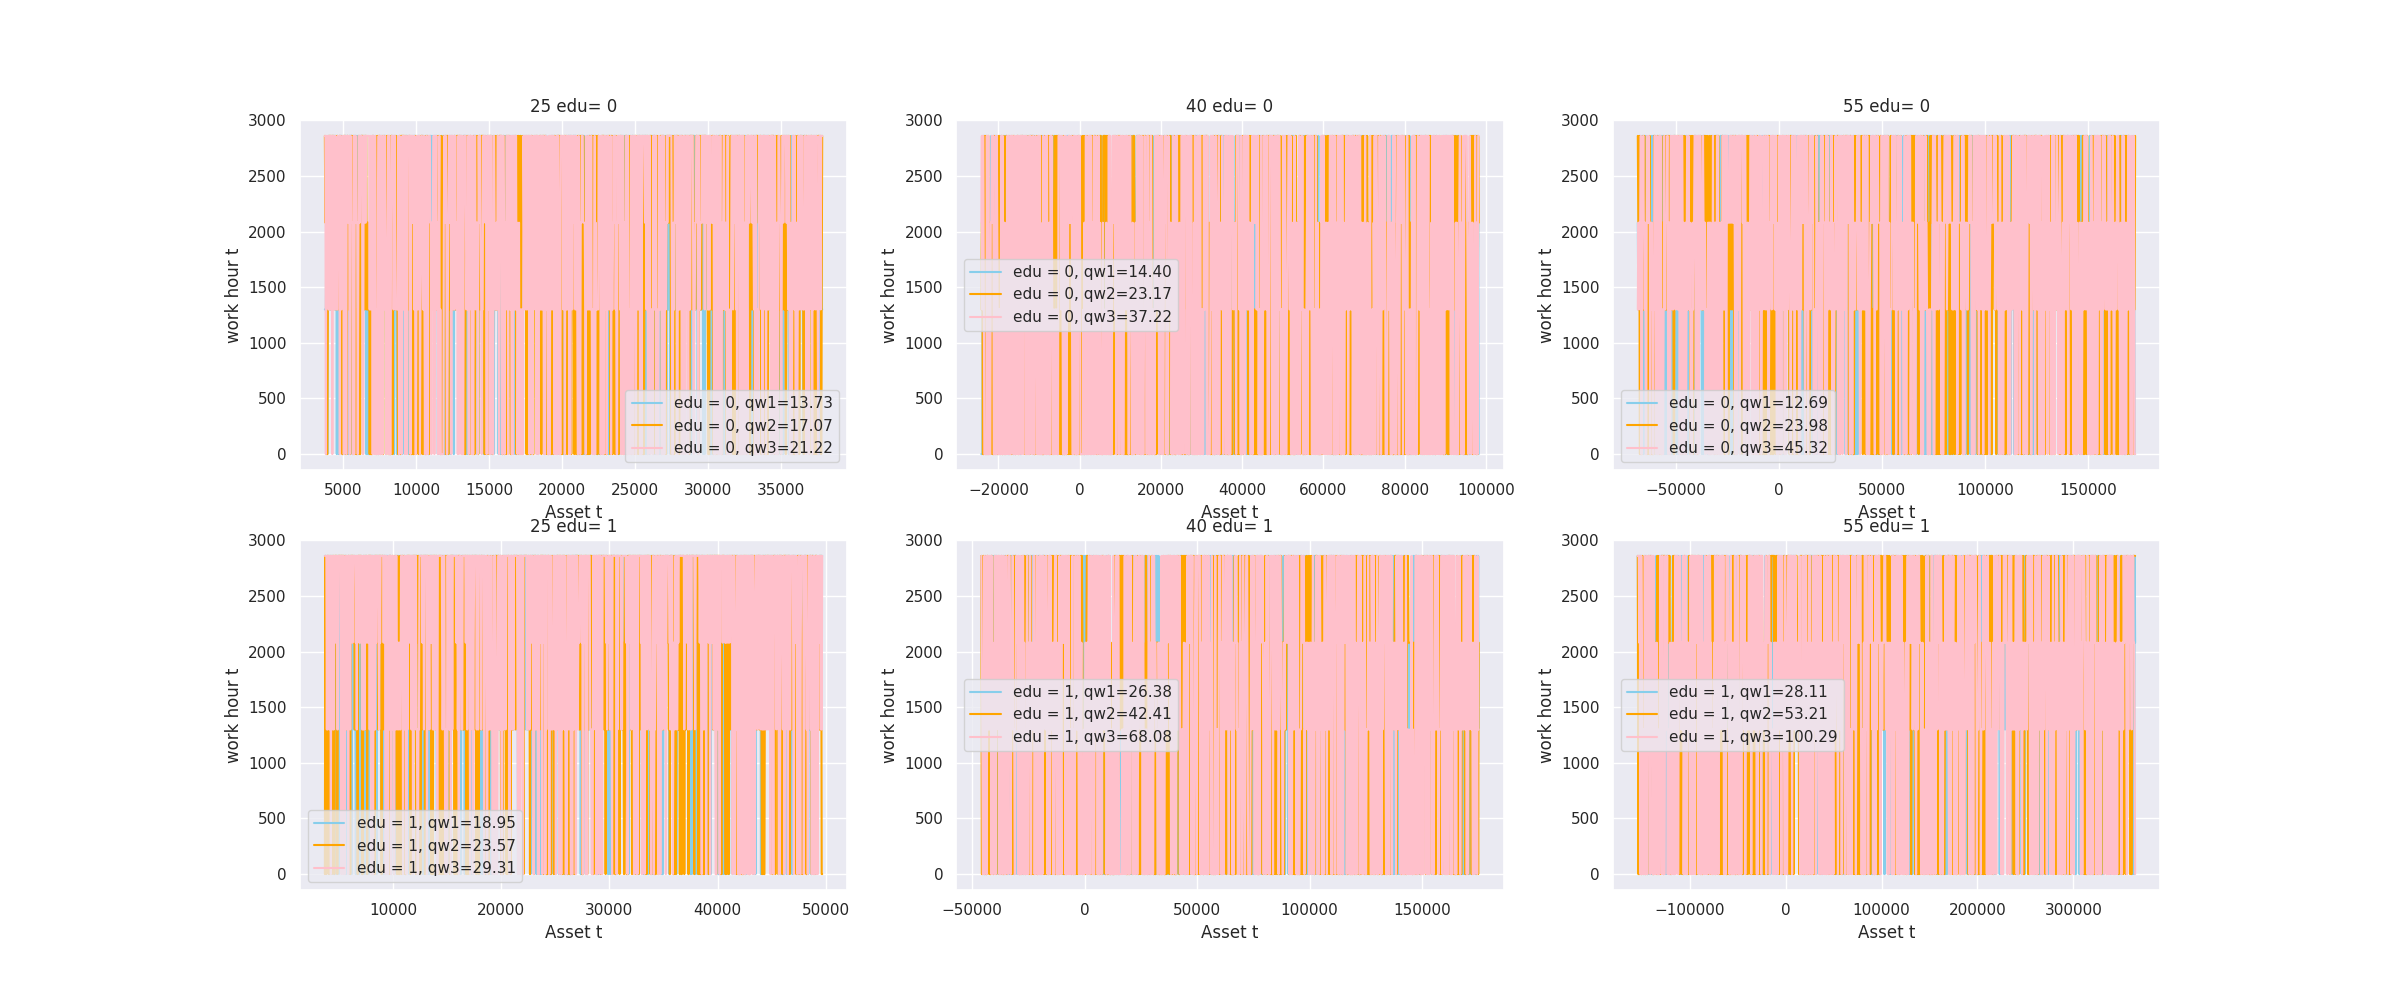 25 edu= 0
3000
2500
2000
1500
1000
500
0
work hour t
edu = 0, qw1=13.73
edu = 0, qw2=17.07
edu = 0, qw3=21.22
5000 10000 15000 20000 25000 30000 35000
Asset t
40 edu= 0
3000
2500
2000
1500
1000
500
0
work hour t
edu = 0, qw1=14.40
edu = 0, qw2=23.17
edu = 0, qw3=37.22
−20000 0 20000 40000 60000 80000 100000
Asset t
55 edu= 0
3000
2500
2000
1500
1000
500
0
work hour t
edu = 0, qw1=12.69
edu = 0, qw2=23.98
edu = 0, qw3=45.32
−50000 0 50000 100000 150000
Asset t
25 edu= 1
3000
2500
2000
1500
1000
500
0
work hour t
edu = 1, qw1=18.95
edu = 1, qw2=23.57
edu = 1, qw3=29.31
10000 20000 30000 40000 50000
Asset t
40 edu= 1
3000
2500
2000
1500
1000
500
0
work hour t
edu = 1, qw1=26.38
edu = 1, qw2=42.41
edu = 1, qw3=68.08
−50000 0 50000 100000 150000
Asset t
55 edu= 1
3000
2500
2000
1500
1000
500
0
work hour t
edu = 1, qw1=28.11
edu = 1, qw2=53.21
edu = 1, qw3=100.29
−100000 0 100000 200000 300000
Asset t